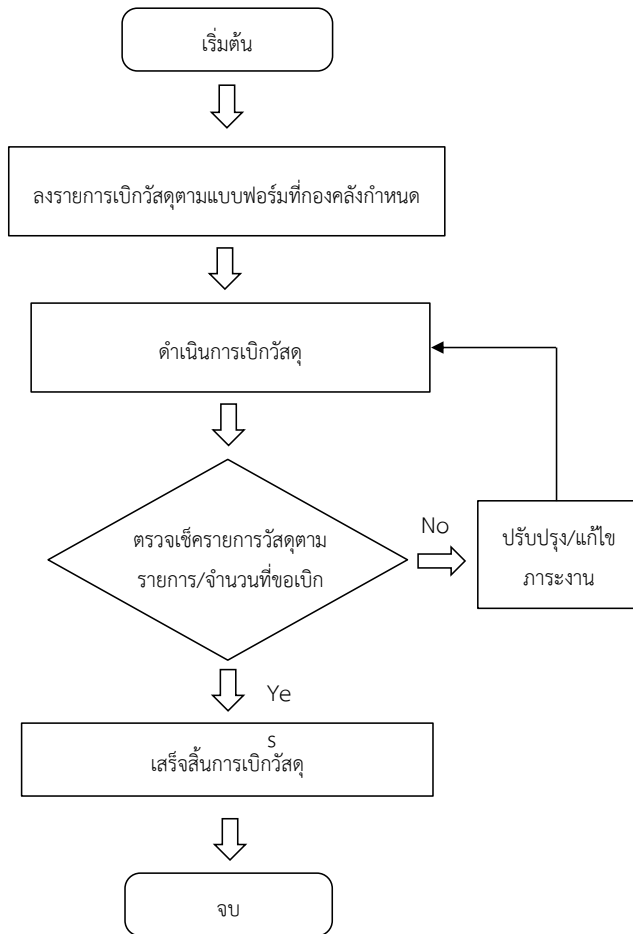 เริ่มต้น
ลงรายการเบิกวัสดุตามแบบฟอร์มที่กองคลังกำหนด
ดำเนินการเบิกวัสดุ
ตรวจเช็ครายการวัสดุตาม
รายการ/จำนวนที่ขอเบิก
No
ปรับปรุง/แก้ไข
ภาระงาน
Ye
s
เสร็จสิ้นการเบิกวัสดุ
จบ